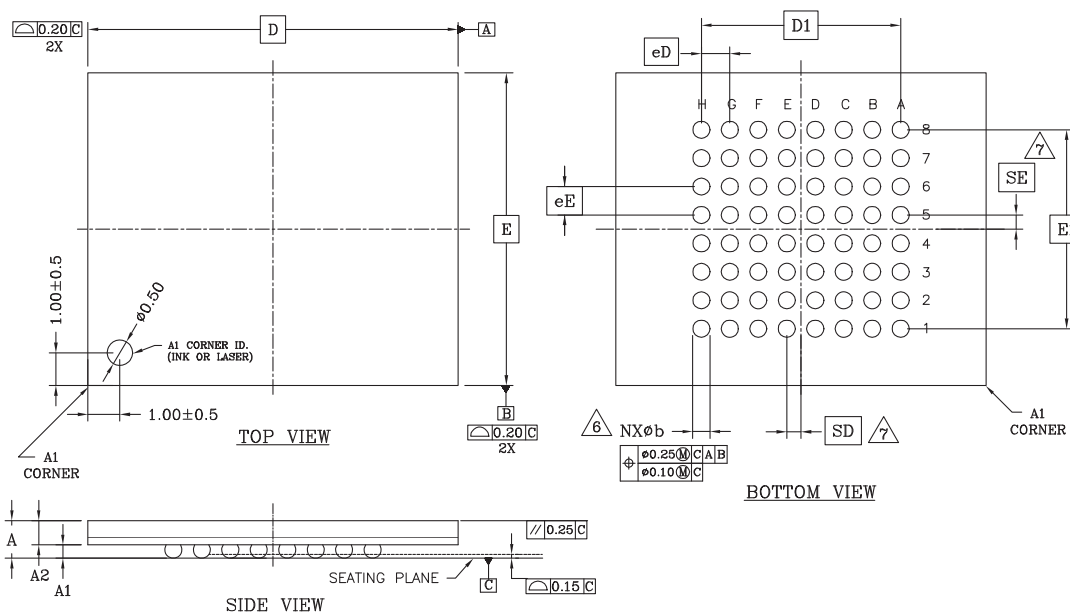 0.20 C
2X
D
A
E
1.00±0.5
ø0.50
A1 CORNER ID.
(INK OR LASER)
1.00±0.5
A1
CORNER
TOP VIEW
B
0.20 C
2X
D1
eD
H G F E D C B A
8
7
6
5
4
3
2
1
7
SE
eE
E
6
NXøb
ø0.25 M C A B
ø0.10 M C
SD
7
A1
CORNER
BOTTOM VIEW
A
A2
A1
// 0.25 C
SEATING PLANE
C
0.15 C
SIDE VIEW